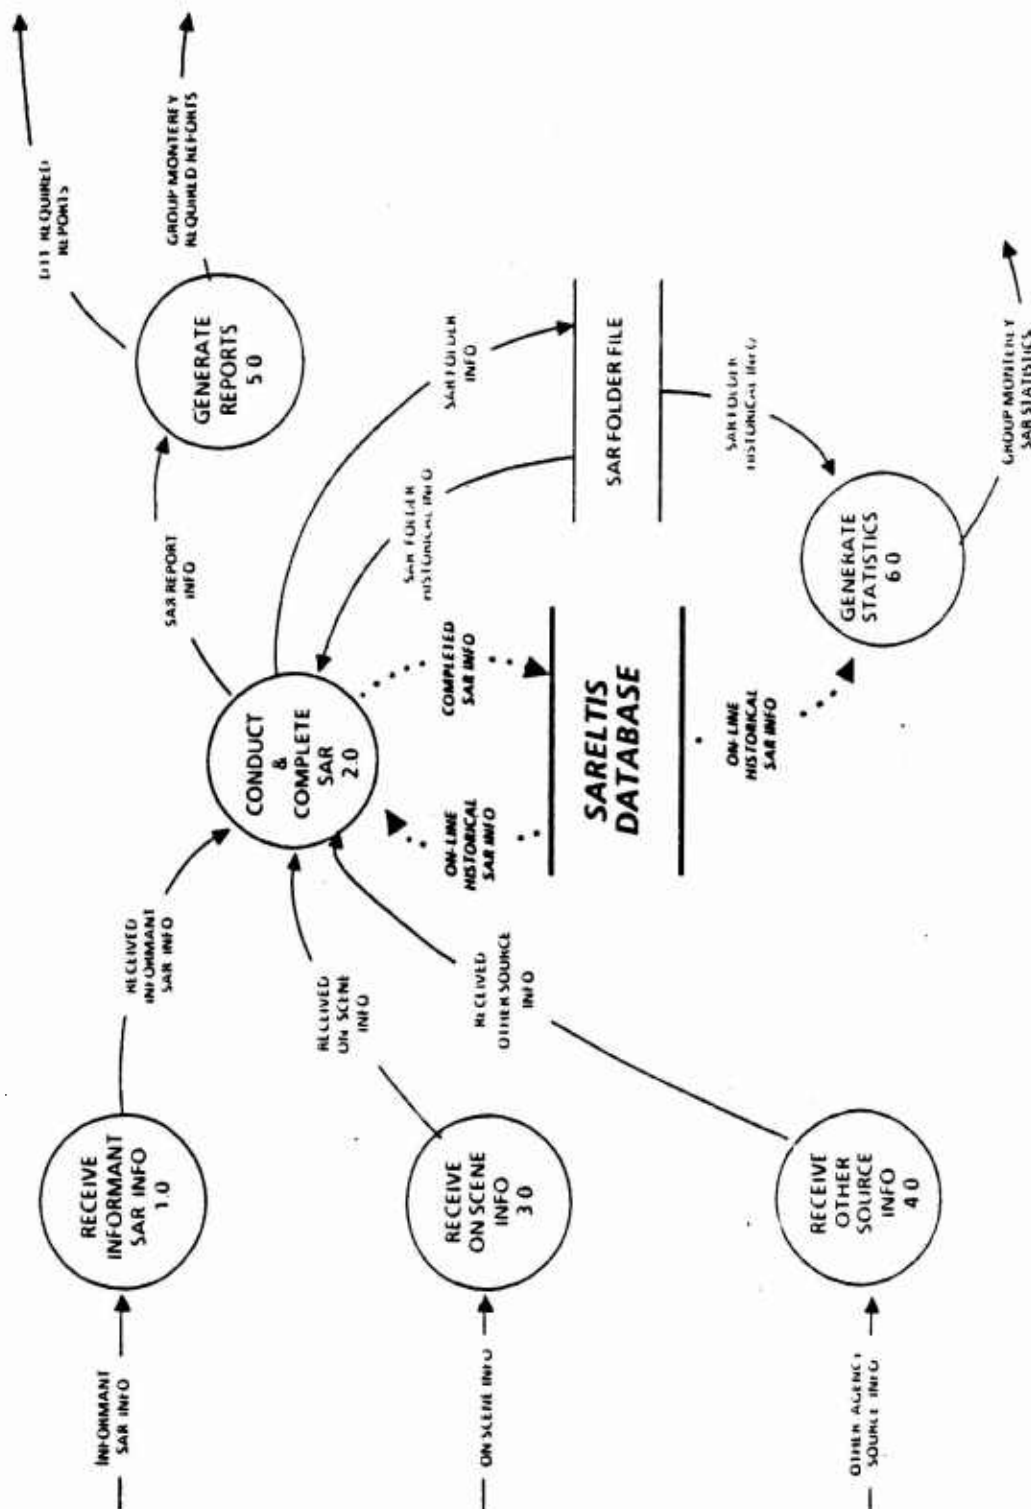 INFORMANT
SAR INFO
RECEIVE
INFORMANT
SAR INFO
1.0
RECEIVED
INFORMANT
SAR INFO
ON SCENE INFO
RECEIVE
ON SCENE
INFO
3 0
RECEIVED
ON SCENE
INFO
OTHER AGENCY
SOURCE INFO
RECEIVE
OTHER
SOURCE
INFO
4 0
RECEIVED
OTHER SOURCE
INFO
CONDUCT
&
COMPLETE
SAR
2.0
SAR REPORT
INFO
GENERATE
REPORTS
5 0
REQUIRED
REPORTS
GROUP MONTEREY
REQUIRED REPORTS
SAR FOLDER
INFO
SAR FOLDER
HISTORICAL INFO
SAR FOLDER FILE
SAR FOLDER
HISTORICAL INFO
ON-LINE
HISTORICAL
SAR INFO
COMPLETED
SAR INFO
SARELTIS
DATABASE
ON-LINE
HISTORICAL
SAR INFO
GENERATE
STATISTICS
6 0
GROUP MONTEREY
SAR STATISTICS